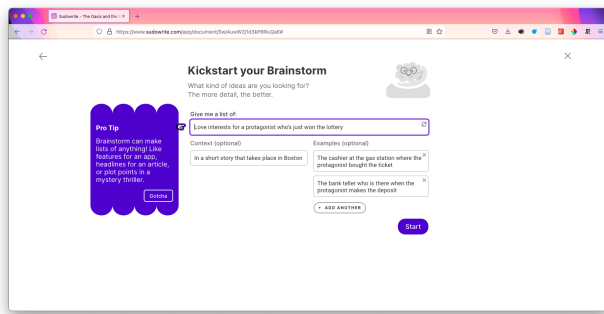 Sudowrite - The Oasis and the
https://www.sudowrite.com/app/document/
Kickstart your Brainstorm
What kind of ideas are you looking for?
The more detail, the better.
Pro Tip
Brainstorm can make
lists of anything! Like
features for an app,
headlines for an article,
or plot points in a
mystery thriller.
Gotcha
Give me a list of:
Love interests for a protagonist who's just won the lottery
Context (optional)
In a short story that takes place in Boston
Examples (optional)
The cashier at the gas station where the
protagonist bought the ticket
The bank teller who is there when the
protagonist makes the deposit
+ ADD ANOTHER
Start